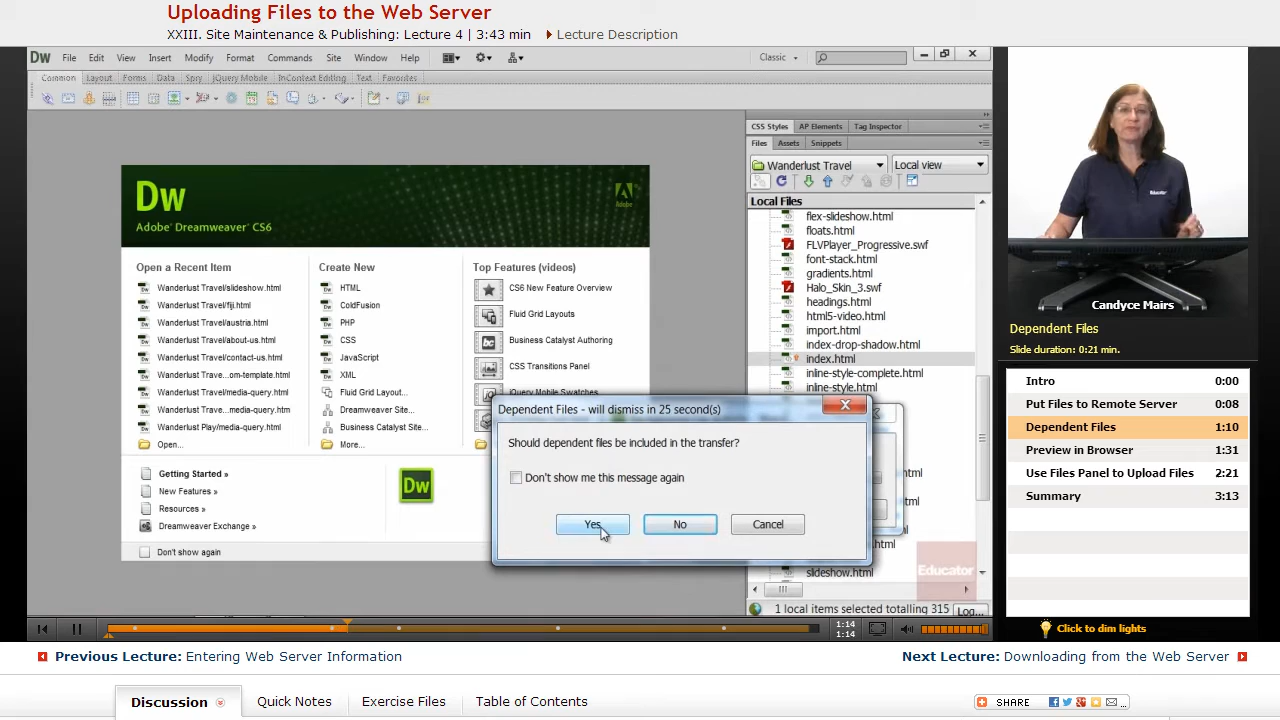 Uploading Files to the Web Server
XXIII. Site Maintenance & Publishing: Lecture 4 | 3:43 min
Lecture Description
Dw
File Edit View Insert Modify Format Commands Site Window Help
Classic
Common Layout Forms Data Spry jQuery Mobile InContext Editing Text Favorites
Dw
Adobe® Dreamweaver® CS6
Adobe
Open a Recent Item
Wanderlust Travel/slideshow.html
Wanderlust Travel/fiji.html
Wanderlust Travel/austria.html
Wanderlust Travel/about-us.html
Wanderlust Travel/contact-us.html
Wanderlust Trave...om-template.html
Wanderlust Trave...media-query.html
Wanderlust Trave...media-query.html
Wanderlust Play/media-query.html
Open...
Create New
HTML
ColdFusion
PHP
CSS
JavaScript
XML
Fluid Grid Layout...
Dreamweaver Site...
Business Catalyst Site...
More...
Top Features (videos)
CS6 New Feature Overview
Fluid Grid Layouts
Business Catalyst Authoring
CSS Transitions Panel
jQuery Mobile Swatches
Getting Started »
New Features »
Resources »
Dreamweaver Exchange »
Dw
Don't show again
CSS Styles AP Elements Tag Inspector
Files Assets Snippets
Wanderlust Travel
Local view
Local Files
flex-slideshow.html
floats.html
FLVPlayer_Progressive.swf
font-stack.html
gradients.html
Halo_Skin_3.swf
headings.html
html5-video.html
import.html
index-drop-shadow.html
index.html
inline-style-complete.html
inline-style.html
slideshow.html
1 local items selected totalling 315
Log...
Dependent Files - will dismiss in 25 second(s)
Should dependent files be included in the transfer?
Don't show me this message again
Yes
No
Cancel
Educator
1:14
1:14
Educator
Candyce Mairs
Dependent Files
Slide duration: 0:21 min.
Intro 0:00
Put Files to Remote Server 0:08
Dependent Files 1:10
Preview in Browser 1:31
Use Files Panel to Upload Files 2:21
Summary 3:13
Click to dim lights
Previous Lecture: Entering Web Server Information
Next Lecture: Downloading from the Web Server
Discussion
Quick Notes
Exercise Files
Table of Contents
SHARE